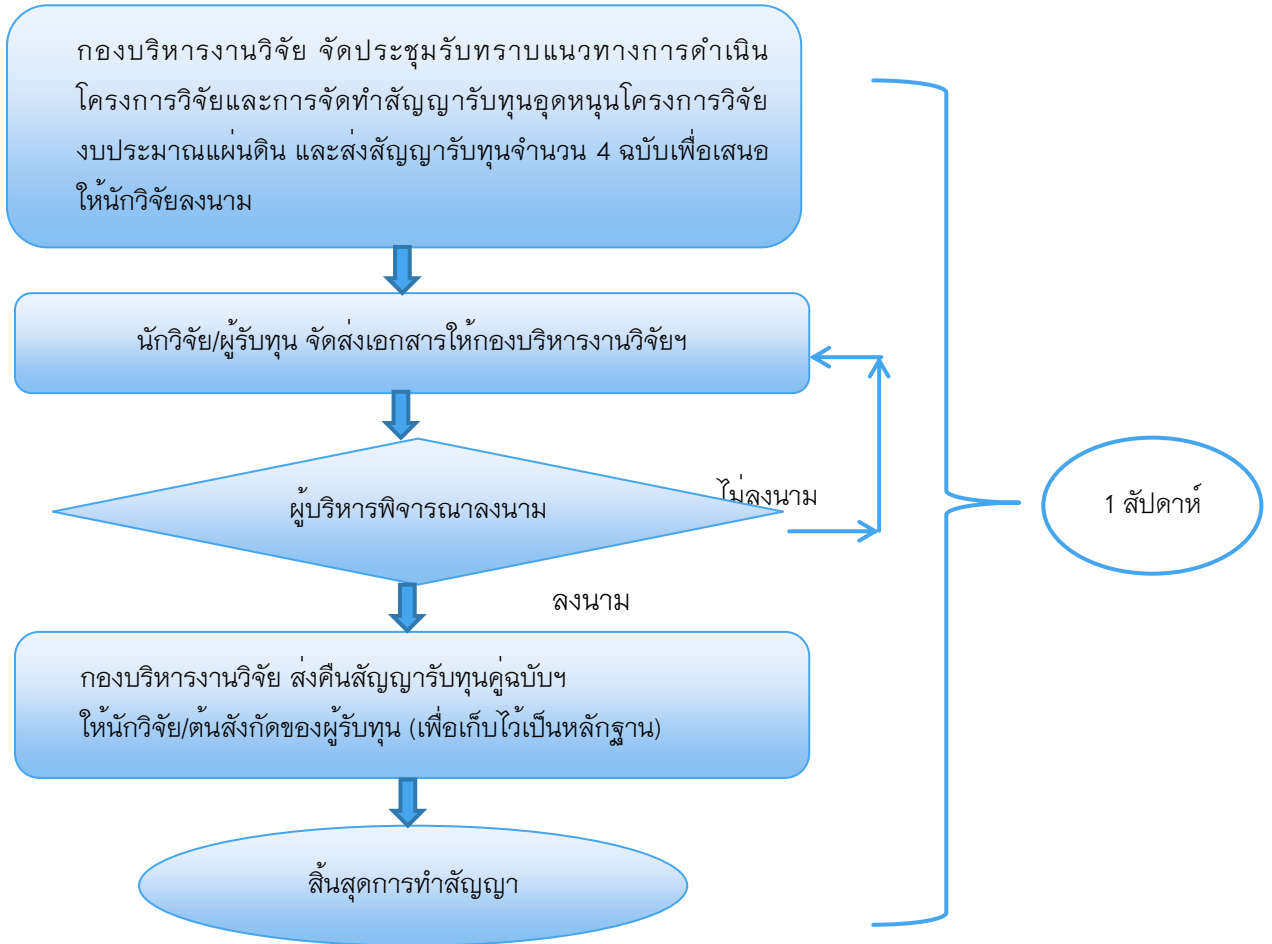 กองบริหารงานวิจัย จัดประชุมรับทราบแนวทางการดำเนิน
โครงการวิจัยและการจัดทำสัญญารับทุนอุดหนุนโครงการวิจัย
งบประมาณแผ่นดิน และส่งสัญญารับทุนจำนวน 4 ฉบับเพื่อเสนอ
ให้นักวิจัยลงนาม
นักวิจัย/ผู้รับทุน จัดส่งเอกสารให้กองบริหารงานวิจัยฯ
ไม่ลงนาม
ผู้บริหารพิจารณาลงนาม
1 สัปดาห์
ลงนาม
กองบริหารงานวิจัย ส่งคืนสัญญารับทุนคู่ฉบับฯ
ให้นักวิจัย/ต้นสังกัดของผู้รับทุน (เพื่อเก็บไว้เป็นหลักฐาน)
สิ้นสุดการทำสัญญา